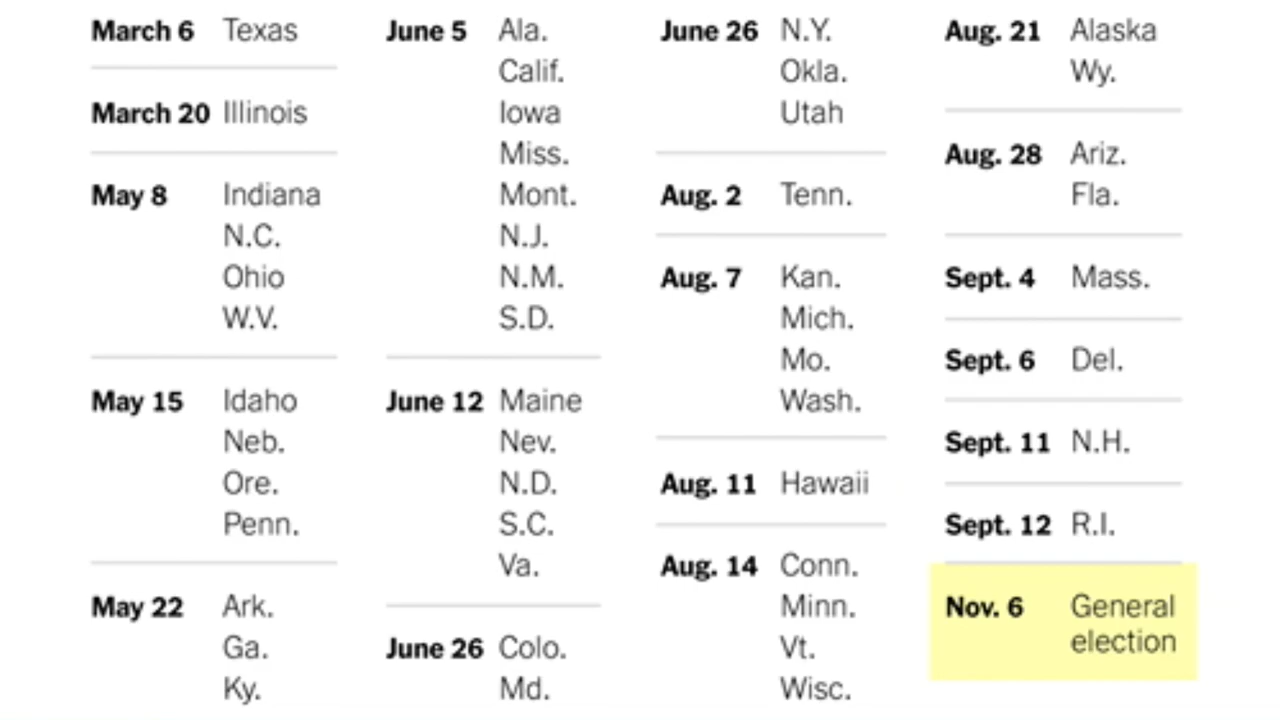 March 6 Texas
March 20 Illinois
May 8 Indiana
N.C.
Ohio
W.V.
May 15 Idaho
Neb.
Ore.
Penn.
May 22 Ark.
Ga.
Ky.
June 5 Ala.
Calif.
Iowa
Miss.
Mont.
N.J.
N.M.
S.D.
June 12 Maine
Nev.
N.D.
S.C.
Va.
June 26 Colo.
Md.
June 26 N.Y.
Okla.
Utah
Aug. 2 Tenn.
Aug. 7 Kan.
Mich.
Mo.
Wash.
Aug. 11 Hawaii
Aug. 14 Conn.
Minn.
Vt.
Wisc.
Aug. 21 Alaska
Wy.
Aug. 28 Ariz.
Fla.
Sept. 4 Mass.
Sept. 6 Del.
Sept. 11 N.H.
Sept. 12 R.I.
Nov. 6 General
election